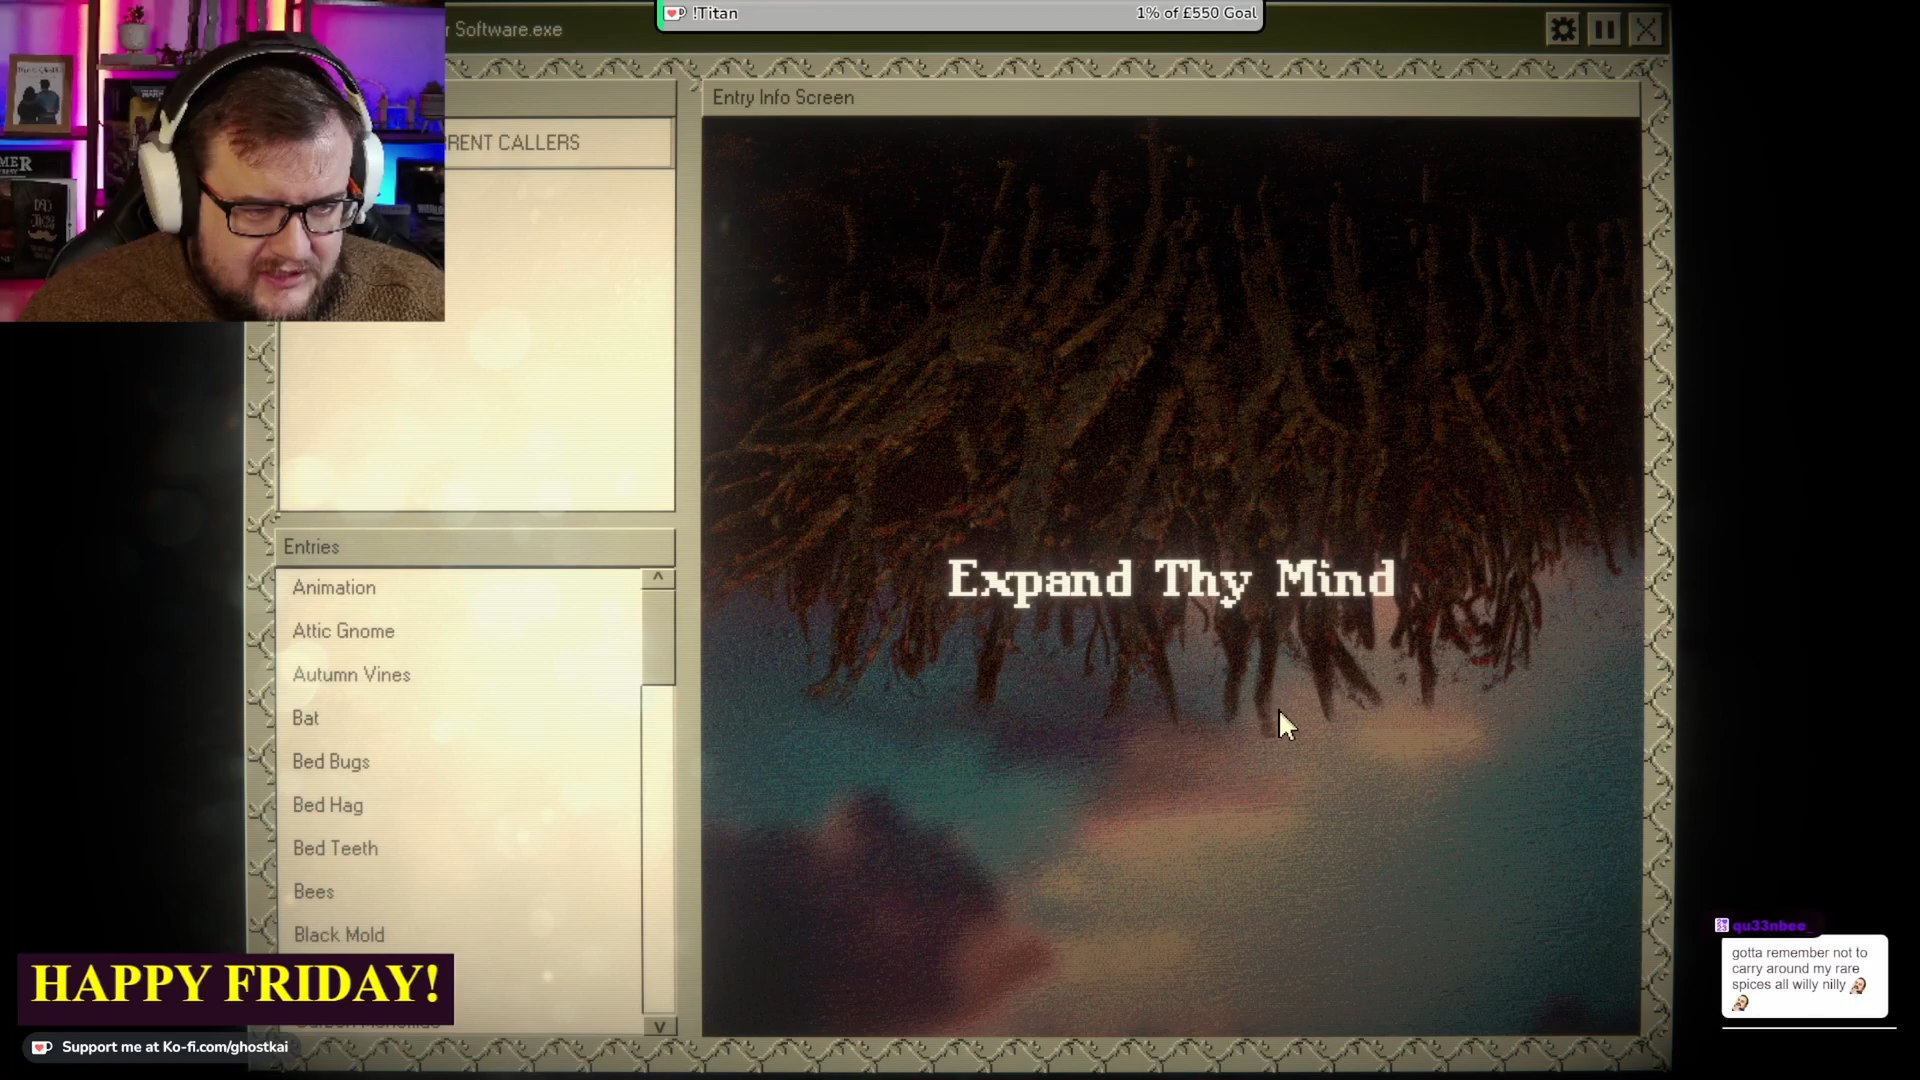 !Titan
1% of £550 Goal
r Software.exe
Entry Info Screen
RENT CALLERS
Expand Thy Mind
Entries
Animation
Attic Gnome
Autumn Vines
Bat
Bed Bugs
Bed Hag
Bed Teeth
Bees
Black Mold
HAPPY FRIDAY!
Support me at Ko-fi.com/ghostkai
qu33nbee_
gotta remember not to
carry around my rare
spices all willy nilly